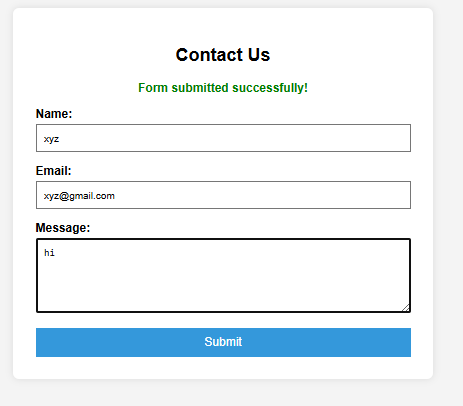 Contact Us
Form submitted successfully!
Name:
xyz
Email:
xyz@gmail.com
Message:
hi
Submit